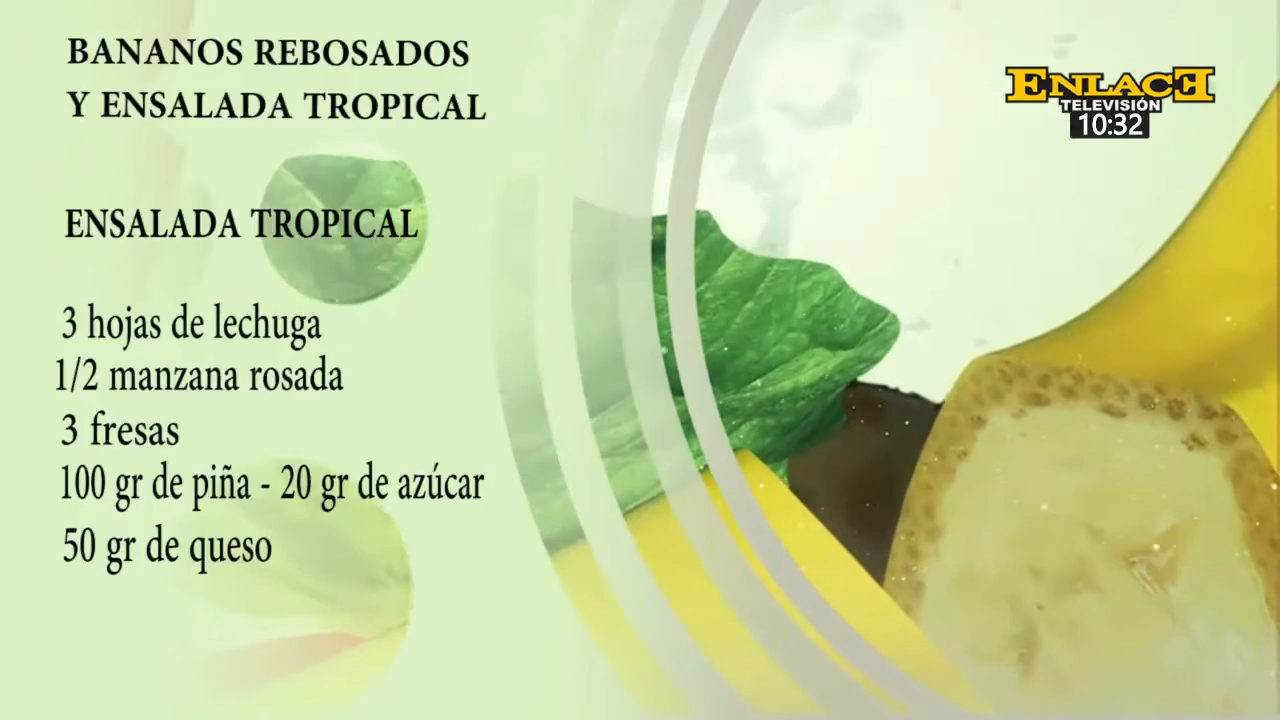 BANANOS REBOSADOS
Y ENSALADA TROPICAL
ENLACE
TELEVISIÓN
10:32
ENSALADA TROPICAL
3 hojas de lechuga
1/2 manzana rosada
3 fresas
100 gr de piña - 20 gr de azúcar
50 gr de queso